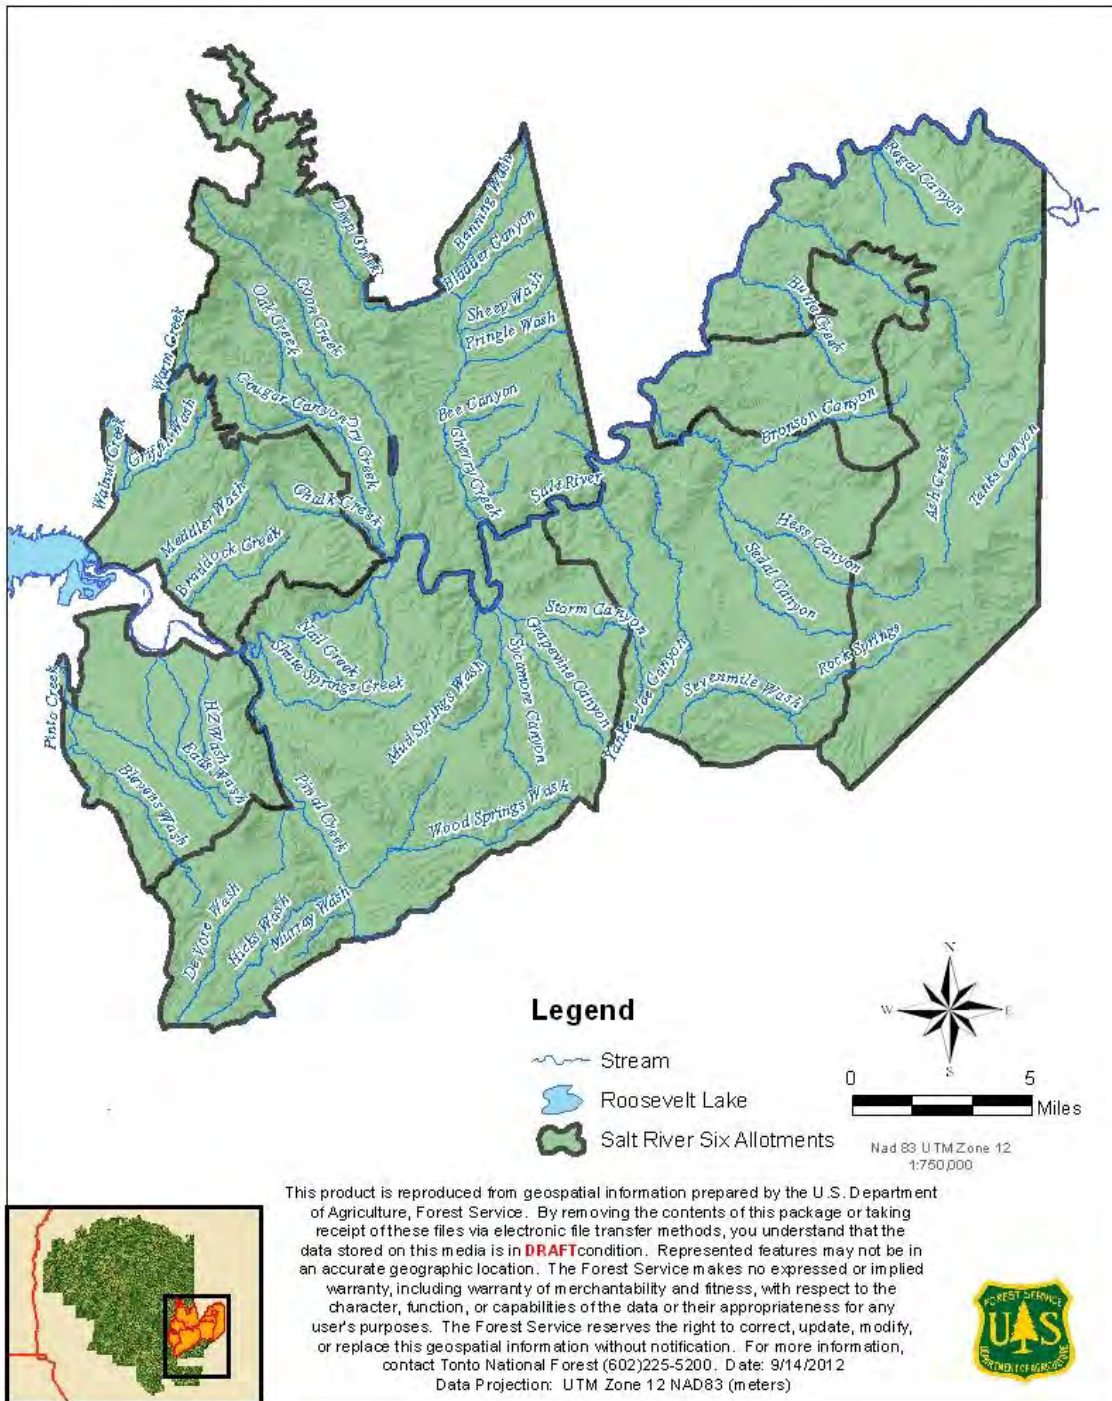 Regal Canyon
Banning Wash
Deep Creek
Bladder Canyon
Coon Creek
Oak Creek
Sheep Wash
Butte Creek
Pringle Wash
Warm Creek
Cougar Canyon
Bee Canyon
Bronson Canyon
Griffin Wash
Walnut Creek
Dry Creek
Cherry Creek
Ash Creek
Tanks Canyon
Salt River
Chalk Creek
Meddler Wash
Hess Canyon
Braddock Creek
Sedal Canyon
Storm Canyon
Nail Creek
Grapevine Canyon
Shute Springs Creek
Sycamore Canyon
Rock Springs
Mud Springs Wash
Yankee Joe Canyon
Sevenmile Wash
Pinto Creek
HZ Wash
Eads Wash
Blevens Wash
Pinal Creek
Wood Springs Wash
De Vore Wash
Hicks Wash
Murray Wash
N
W E
S
Legend
Stream
Roosevelt Lake
Salt River Six Allotments
0 5
Miles
Nad 83 UTM Zone 12
1:750,000
This product is reproduced from geospatial information prepared by the U.S. Department
of Agriculture, Forest Service. By removing the contents of this package or taking
receipt of these files via electronic file transfer methods, you understand that the
data stored on this media is in DRAFT condition. Represented features may not be in
an accurate geographic location. The Forest Service makes no expressed or implied
warranty, including warranty of merchantability and fitness, with respect to the
character, function, or capabilities of the data or their appropriateness for any
user's purposes. The Forest Service reserves the right to correct, update, modify,
or replace this geospatial information without notification. For more information,
contact Tonto National Forest (602)225-5200. Date: 9/14/2012
Data Projection: UTM Zone 12 NAD83 (meters)
FOREST SERVICE
U S
DEPARTMENT OF AGRICULTURE